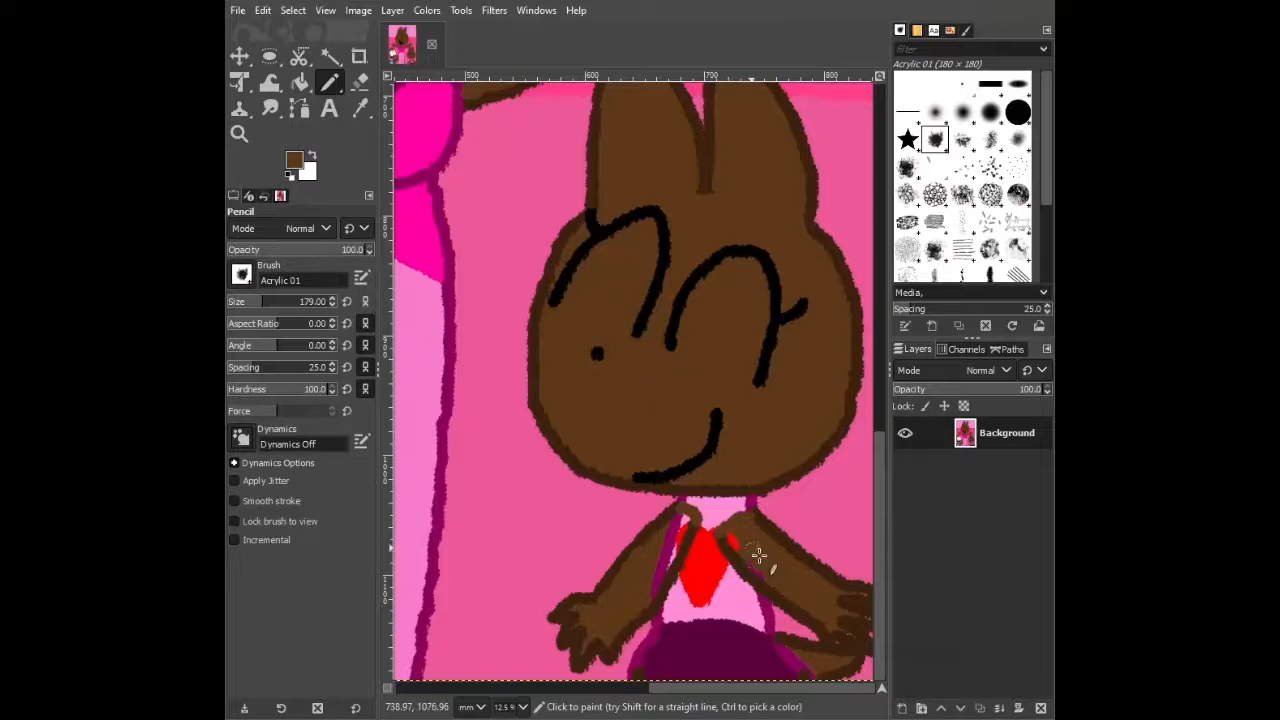 File Edit Select View Image Layer Colors Tools Filters Windows Help
500 600 700 800
filter
Acrylic 01 (180 × 180)
Pencil
Mode Normal
Opacity 100.0
Brush
Acrylic 01
Size 179.00
Aspect Ratio 0.00
Angle 0.00
Spacing 25.0
Hardness 100.0
Force
Dynamics
Dynamics Off
Dynamics Options
Apply Jitter
Smooth stroke
Lock brush to view
Incremental
Media,
Spacing 25.0
Layers Channels Paths
Mode Normal
Opacity 100.0
Lock:
Background
738.97, 1076.96 mm 12.5 % Click to paint (try Shift for a straight line, Ctrl to pick a color)